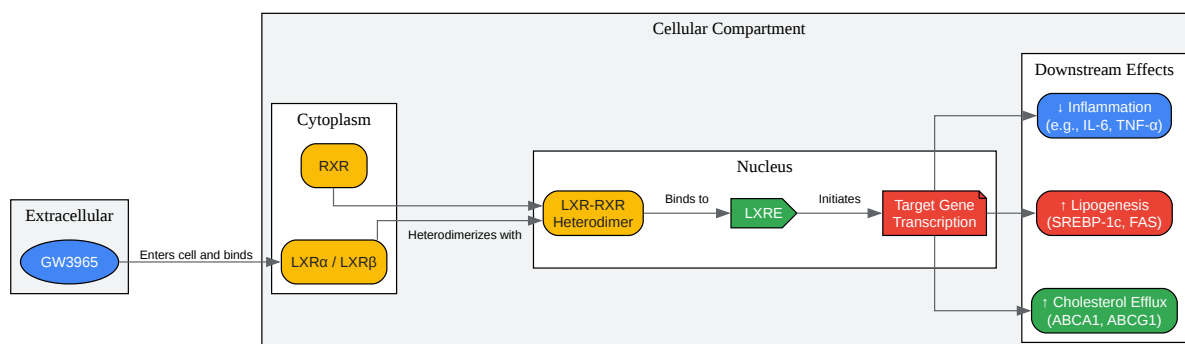 Cellular Compartment
Extracellular
GW3965
Enters cell and binds
Cytoplasm
RXR
LXRα / LXRβ
Heterodimerizes with
Nucleus
LXR-RXR
Heterodimer
Binds to
LXRE
Initiates
Target Gene
Transcription
Downstream Effects
↓ Inflammation
(e.g., IL-6, TNF-α)
↑ Lipogenesis
(SREBP-1c, FAS)
↑ Cholesterol Efflux
(ABCA1, ABCG1)